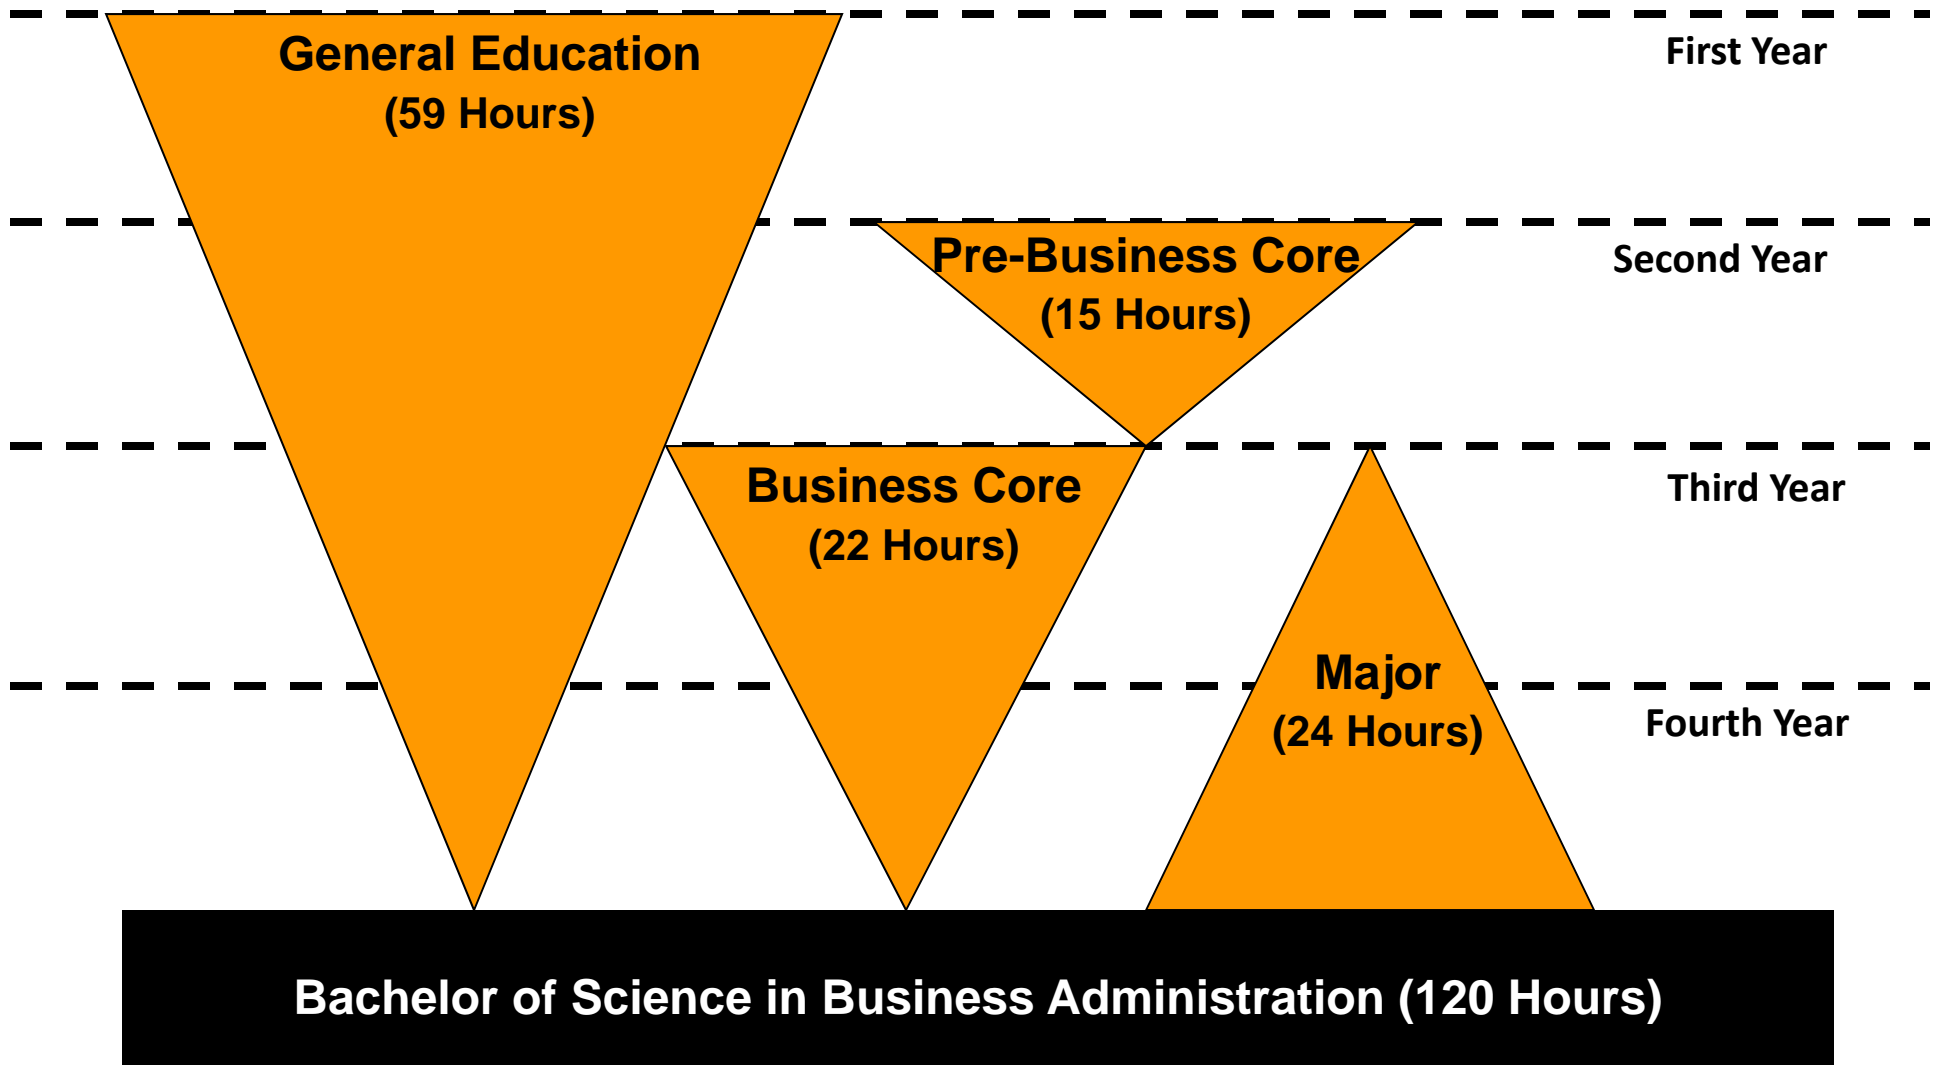 General Education
(59 Hours)
First Year
Pre-Business Core
(15 Hours)
Second Year
Business Core
(22 Hours)
Third Year
Major
(24 Hours)
Fourth Year
Bachelor of Science in Business Administration (120 Hours)